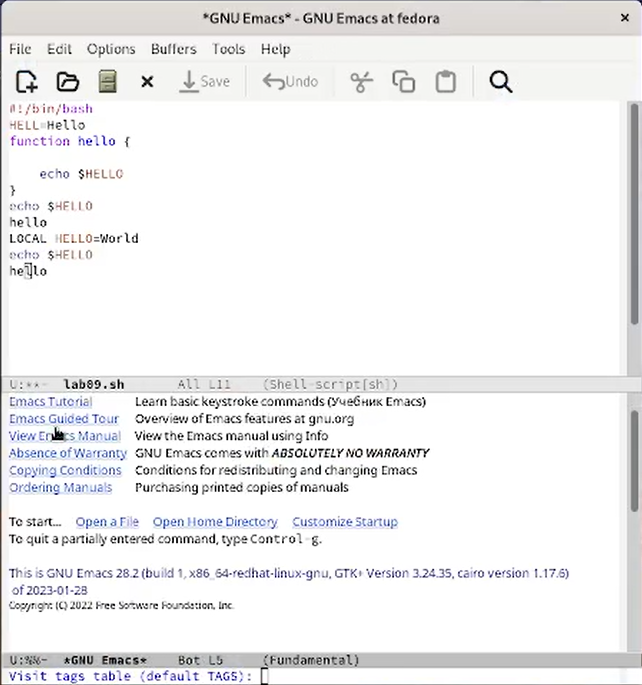 *GNU Emacs* - GNU Emacs at fedora
File Edit Options Buffers Tools Help
Save Undo
#!/bin/bash
HELL=Hello
function hello {
echo $HELLO
}
echo $HELLO
hello
LOCAL HELLO=World
echo $HELLO
hello
U:**- lab09.sh All L11 (Shell-script[sh])
Emacs Tutorial Learn basic keystroke commands (Учебник Emacs)
Emacs Guided Tour Overview of Emacs features at gnu.org
View Emacs Manual View the Emacs manual using Info
Absence of Warranty GNU Emacs comes with ABSOLUTELY NO WARRANTY
Copying Conditions Conditions for redistributing and changing Emacs
Ordering Manuals Purchasing printed copies of manuals
To start... Open a File Open Home Directory Customize Startup
To quit a partially entered command, type Control-g.
This is GNU Emacs 28.2 (build 1, x86_64-redhat-linux-gnu, GTK+ Version 3.24.35, cairo version 1.17.6)
of 2023-01-28
Copyright (C) 2022 Free Software Foundation, Inc.
U:%%- *GNU Emacs* Bot L5 (Fundamental)
Visit tags table (default TAGS):